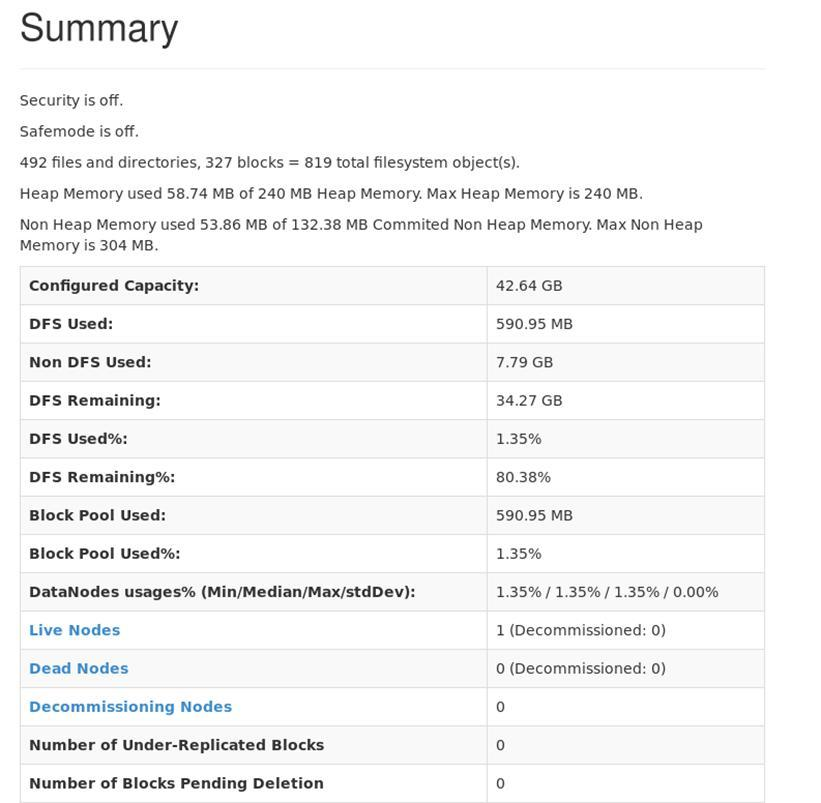 Summary
Security is off.
Safemode is off.
492 files and directories, 327 blocks = 819 total filesystem object(s).
Heap Memory used 58.74 MB of 240 MB Heap Memory. Max Heap Memory is 240 MB.
Non Heap Memory used 53.86 MB of 132.38 MB Commited Non Heap Memory. Max Non Heap
Memory is 304 MB.
Configured Capacity: 42.64 GB
DFS Used: 590.95 MB
Non DFS Used: 7.79 GB
DFS Remaining: 34.27 GB
DFS Used%: 1.35%
DFS Remaining%: 80.38%
Block Pool Used: 590.95 MB
Block Pool Used%: 1.35%
DataNodes usages% (Min/Median/Max/stdDev): 1.35% / 1.35% / 1.35% / 0.00%
Live Nodes 1 (Decommissioned: 0)
Dead Nodes 0 (Decommissioned: 0)
Decommissioning Nodes 0
Number of Under-Replicated Blocks 0
Number of Blocks Pending Deletion 0